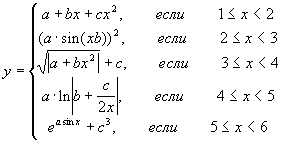 a + bx + cx², если 1 ≤ x < 2
(a · sin(xb))², если 2 ≤ x < 3
y = √|a + bx²| + c, если 3 ≤ x < 4
a · ln|b + c/2x|, если 4 ≤ x < 5
e^(a sin x) + c³, если 5 ≤ x < 6